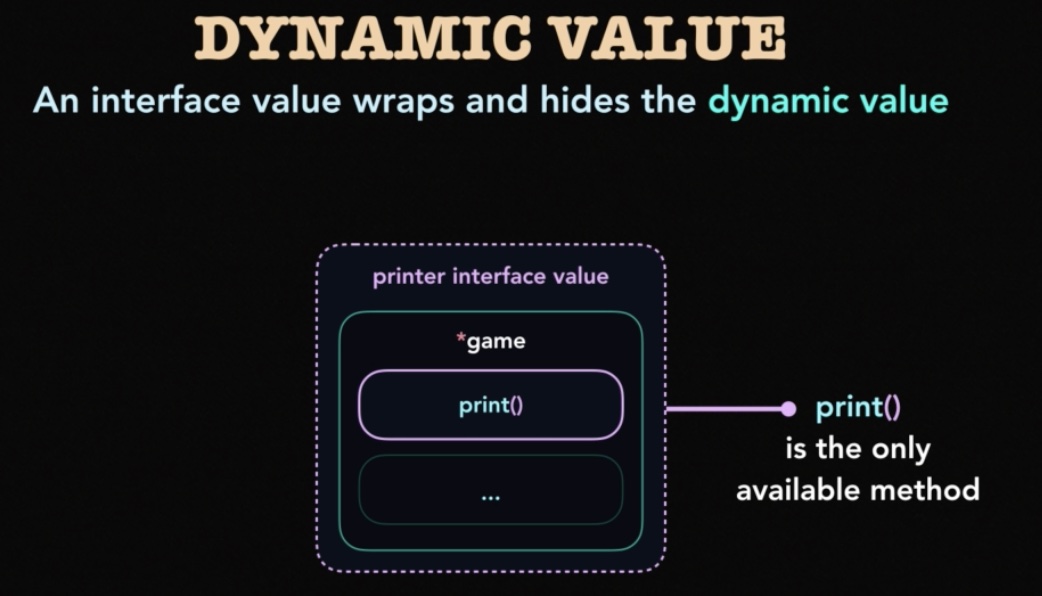 DYNAMIC VALUE
An interface value wraps and hides the dynamic value
printer interface value
*game
print()
...
print()
is the only
available method